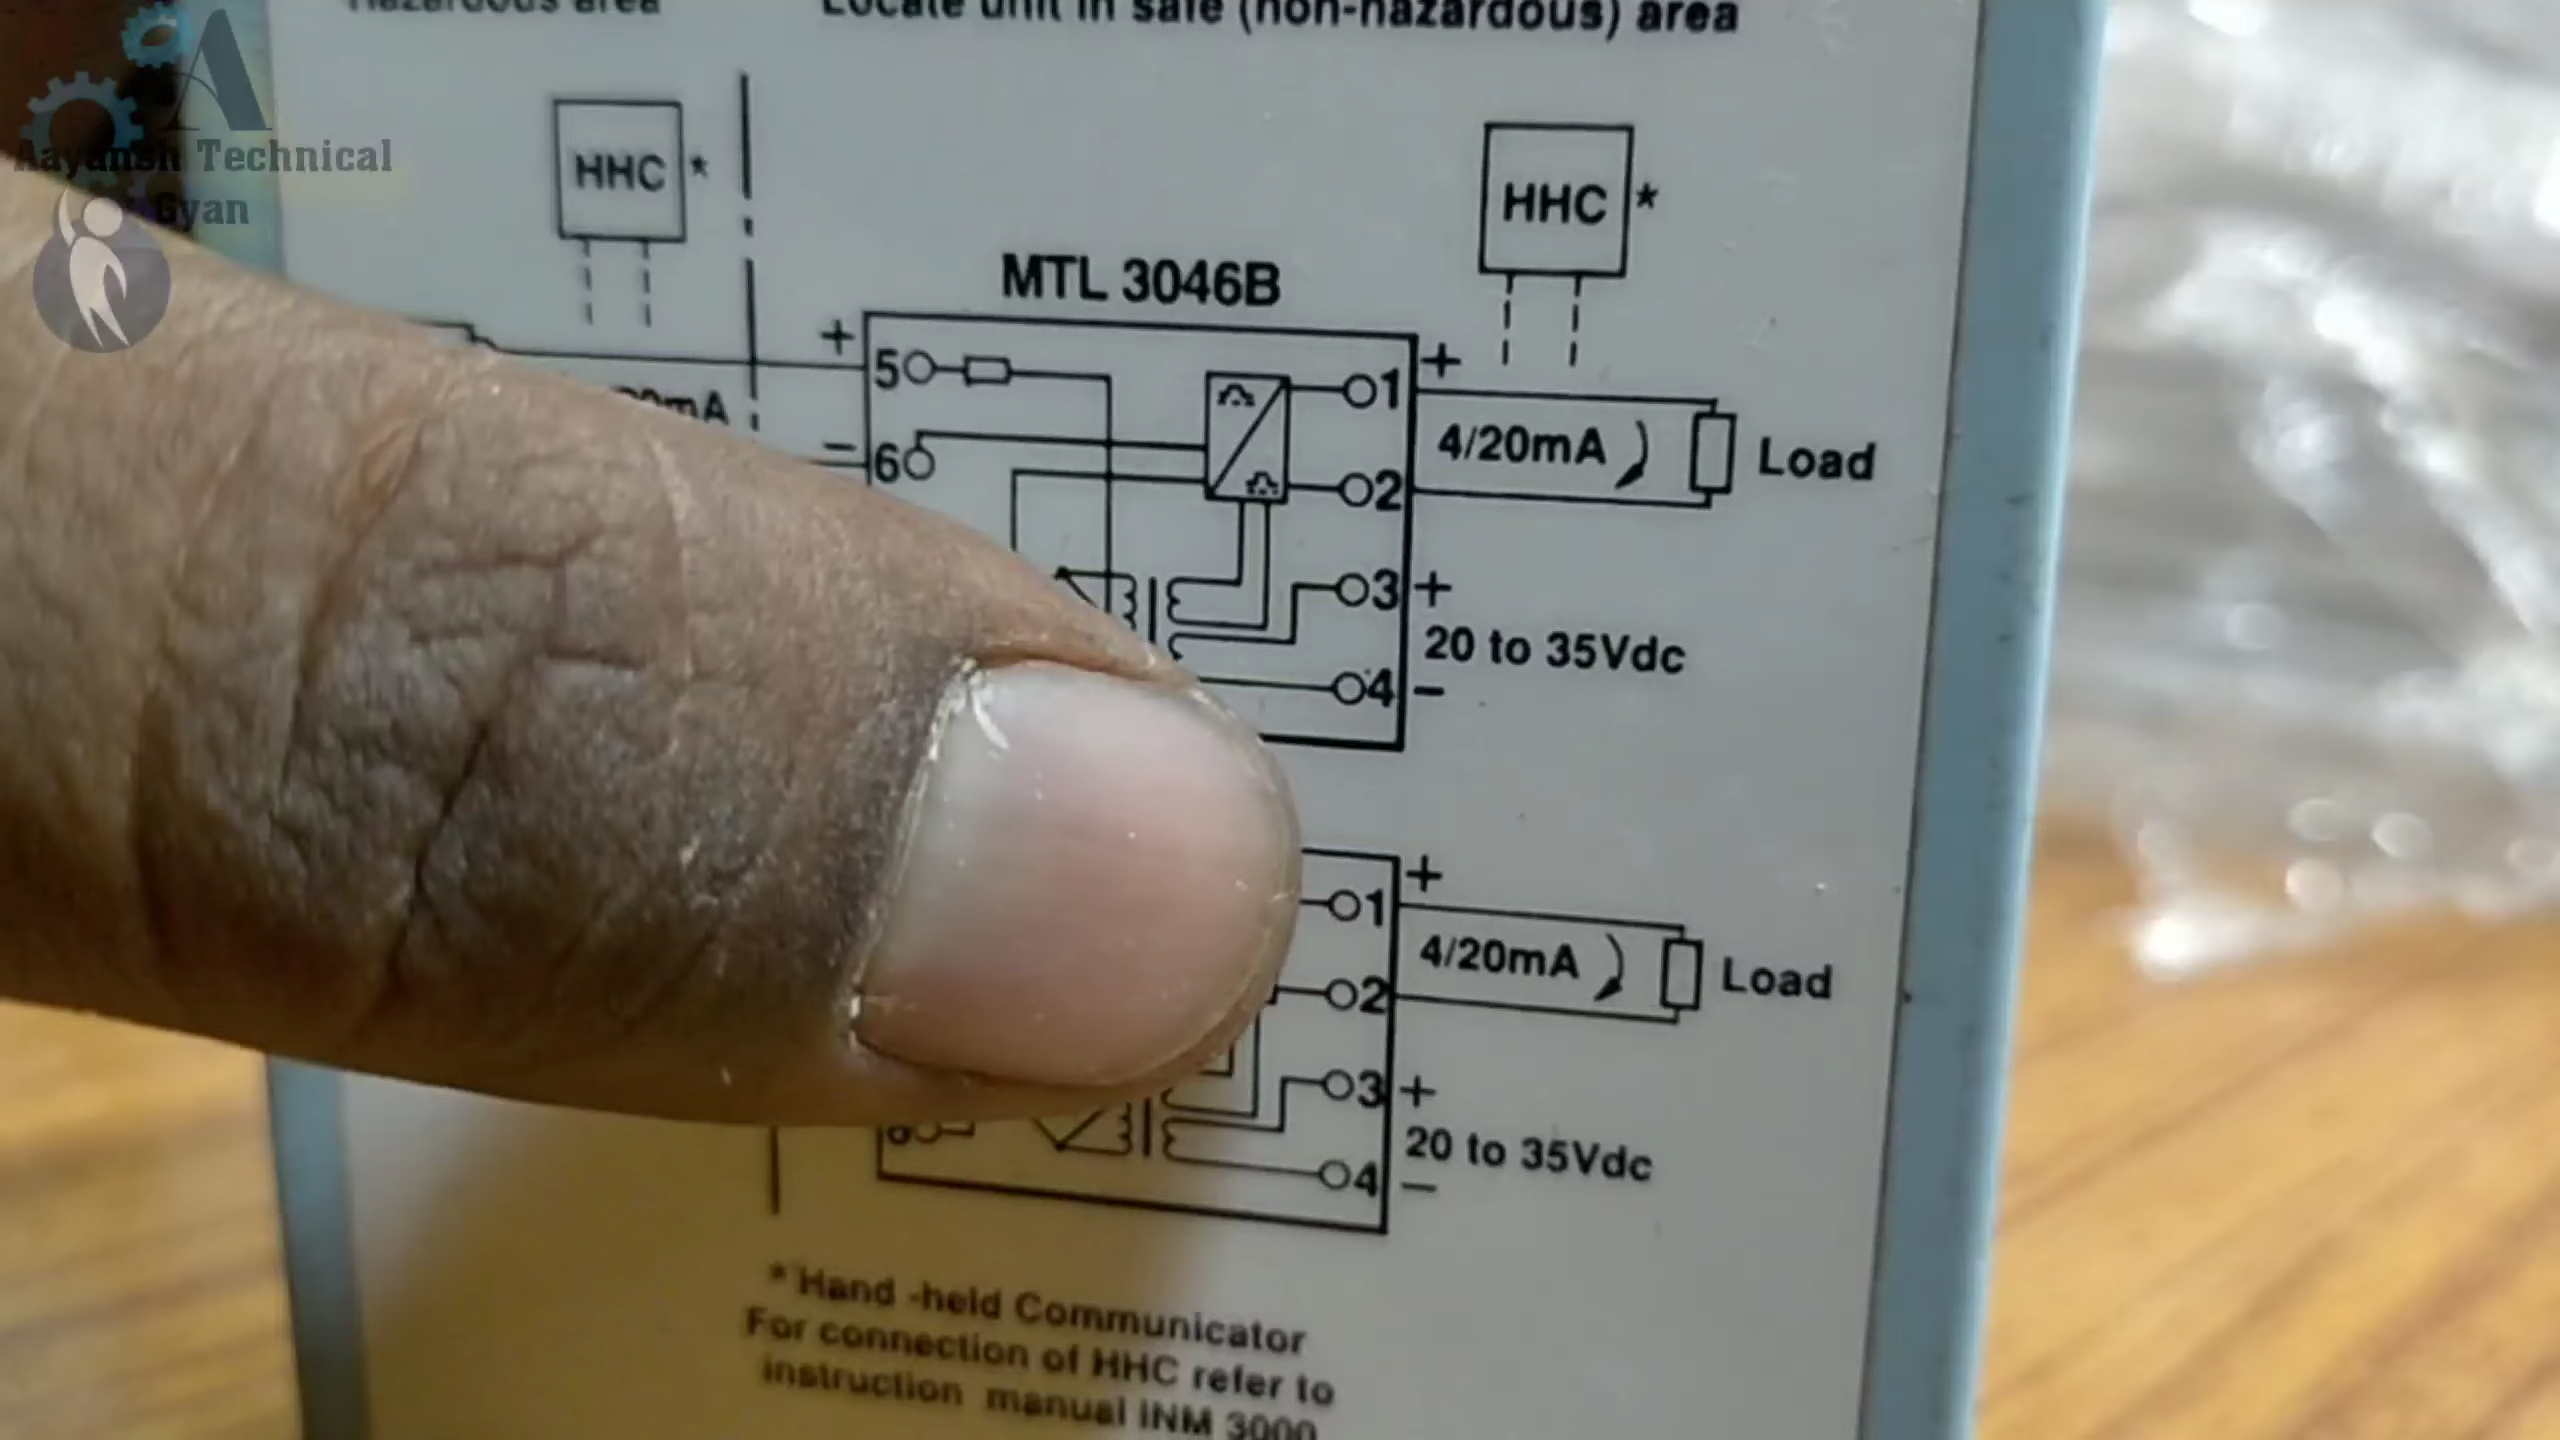 Hazardous area
Locate unit in safe (non-hazardous) area
Aayansh Technical
Gyan
HHC *
HHC *
MTL 3046B
+
5
1
+
4/20mA
Load
mA
-
6
2
3
+
20 to 35Vdc
4
-
1
+
4/20mA
Load
2
3
+
20 to 35Vdc
4
-
* Hand -held Communicator
For connection of HHC refer to
instruction manual INM 3000